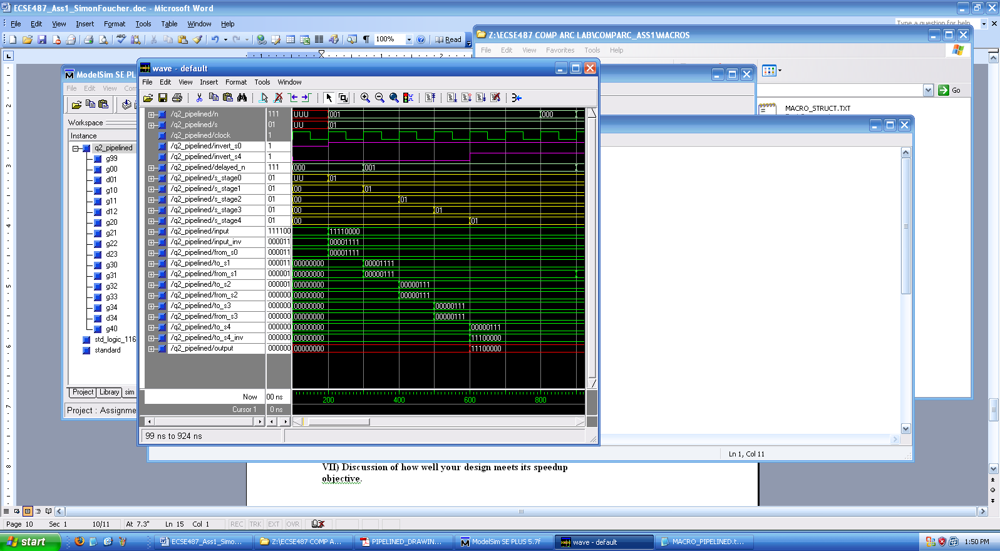 ECSE487_Ass1_SimonFoucher.doc - Microsoft Word
File Edit View Insert Format Tools Table Window Help
Type a question for help
100% Read
Z:\ECSE487 COMP ARC LAB\COMPARC_ASS1\MACROS
File Edit View Favorites Tools Help
Go
MACRO_STRUCT.TXT
ModelSim SE PL
File Edit View Com
Workspace
Instance
q2_pipelined
g99
g00
d01
g10
g11
d12
g20
g21
g22
d23
g30
g31
g32
g33
g34
d34
g40
std_logic_116
standard
Project Library sim
Project : Assignme
wave - default
File Edit View Insert Format Tools Window
/q2_pipelined/n 111 UUU 001 000
/q2_pipelined/s 01 UU 01
/q2_pipelined/clock 1
/q2_pipelined/invert_s0 1
/q2_pipelined/invert_s4 1
/q2_pipelined/delayed_n 111 000 001
/q2_pipelined/s_stage0 01 UU 01
/q2_pipelined/s_stage1 01 00 01
/q2_pipelined/s_stage2 01 00 01
/q2_pipelined/s_stage3 01 00 01
/q2_pipelined/s_stage4 01 00 01
/q2_pipelined/input 111100 11110000
/q2_pipelined/input_inv 000011 00001111
/q2_pipelined/from_s0 000011 00001111
/q2_pipelined/to_s1 000011 00000000 00001111
/q2_pipelined/from_s1 000001 00000000 00000111
/q2_pipelined/to_s2 000001 00000000 00000111
/q2_pipelined/from_s2 000000 00000000 00000111
/q2_pipelined/to_s3 000000 00000000 00000111
/q2_pipelined/from_s3 000000 00000000 00000111
/q2_pipelined/to_s4 000000 00000000 00000111
/q2_pipelined/to_s4_inv 000000 00000000 11100000
/q2_pipelined/output 000000 00000000 11100000
Now 00 ns 200 400 600 800
Cursor 1 0 ns
99 ns to 924 ns
Ln 1, Col 11
VII) Discussion of how well your design meets its speedup
objective.
Page 10 Sec 1 10/11 At 7.3" Ln 15 Col 1 REC TRK EXT OVR
start ECSE487_Ass1_Simo... Z:\ECSE487 COMP A... PIPELINED_DRAWIN... ModelSim SE PLUS 5.7f wave - default MACRO_PIPELINED.t... 1:50 PM